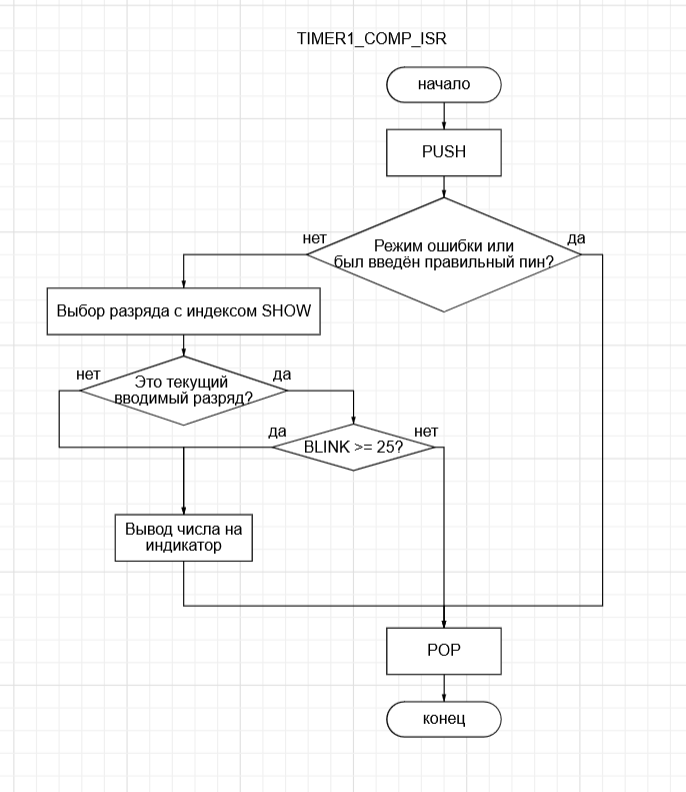 TIMER1_COMP_ISR
начало
PUSH
нет
да
Режим ошибки или
был введён правильный пин?
Выбор разряда с индексом SHOW
нет
да
Это текущий
вводимый разряд?
да
нет
BLINK >= 25?
Вывод числа на
индикатор
POP
конец